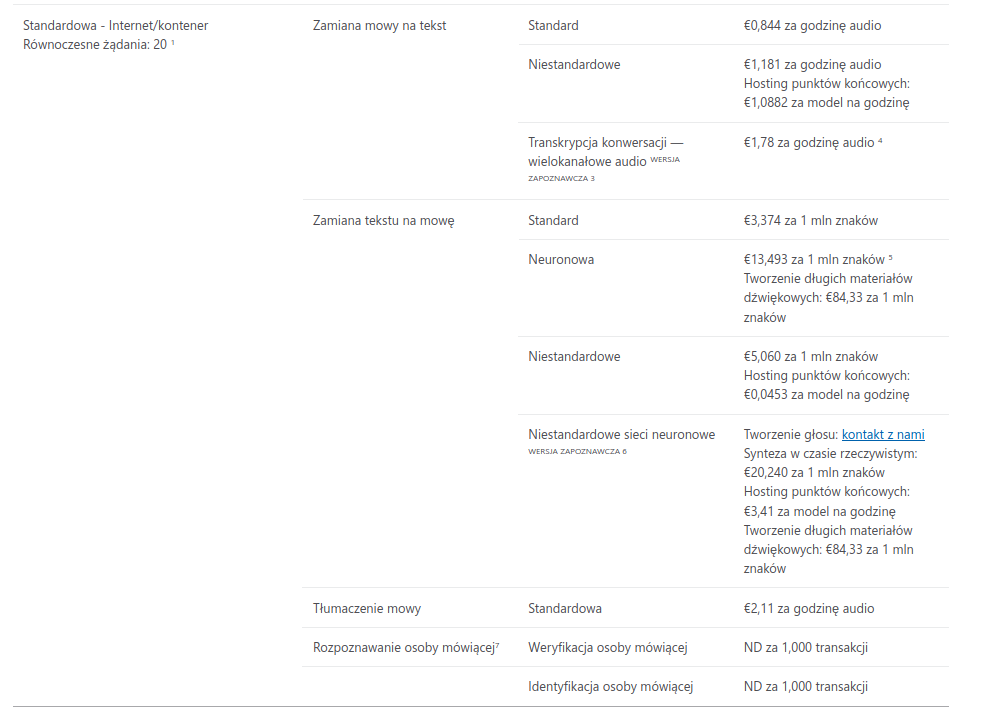 Standardowa - Internet/kontener
Równoczesne żądania: 20 ¹
Zamiana mowy na tekst
Standard
€0,844 za godzinę audio
Niestandardowe
€1,181 za godzinę audio
Hosting punktów końcowych:
€1,0882 za model na godzinę
Transkrypcja konwersacji —
wielokanałowe audio WERSJA
ZAPOZNAWCZA 3
€1,78 za godzinę audio ⁴
Zamiana tekstu na mowę
Standard
€3,374 za 1 mln znaków
Neuronowa
€13,493 za 1 mln znaków ⁵
Tworzenie długich materiałów
dźwiękowych: €84,33 za 1 mln
znaków
Niestandardowe
€5,060 za 1 mln znaków
Hosting punktów końcowych:
€0,0453 za model na godzinę
Niestandardowe sieci neuronowe
WERSJA ZAPOZNAWCZA 6
Tworzenie głosu: kontakt z nami
Synteza w czasie rzeczywistym:
€20,240 za 1 mln znaków
Hosting punktów końcowych:
€3,41 za model na godzinę
Tworzenie długich materiałów
dźwiękowych: €84,33 za 1 mln
znaków
Tłumaczenie mowy
Standardowa
€2,11 za godzinę audio
Rozpoznawanie osoby mówiącej⁷
Weryfikacja osoby mówiącej
ND za 1,000 transakcji
Identyfikacja osoby mówiącej
ND za 1,000 transakcji